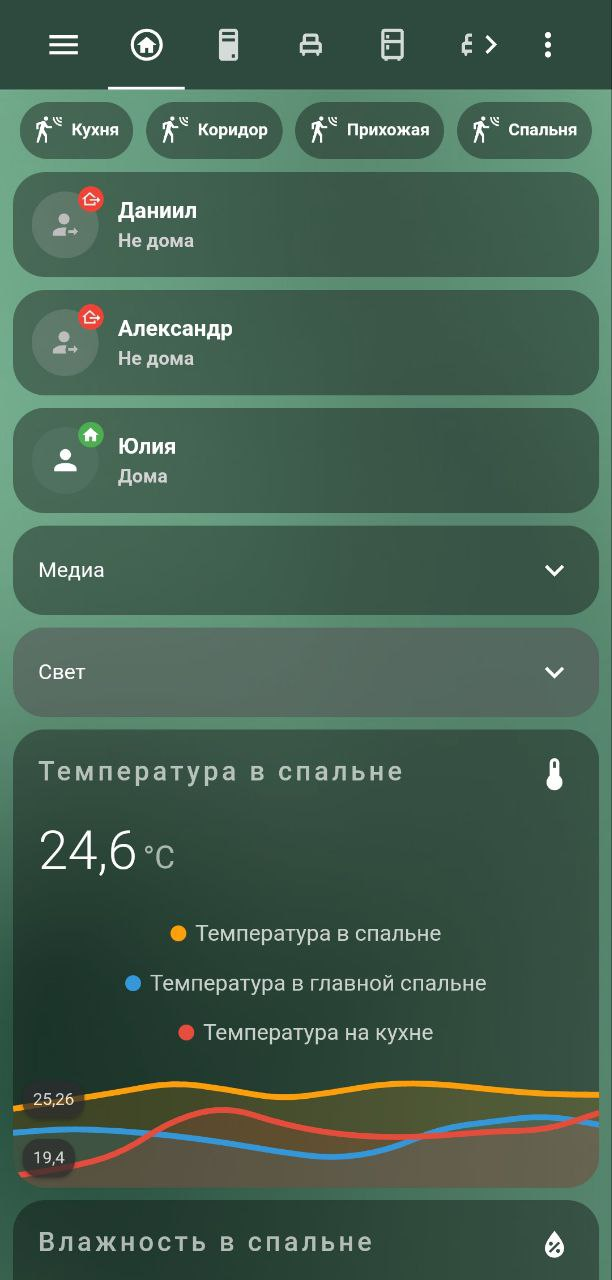 Кухня
Коридор
Прихожая
Спальня
Даниил
Не дома
Александр
Не дома
Юлия
Дома
Медиа
Свет
Температура в спальне
24,6 °C
Температура в спальне
Температура в главной спальне
Температура на кухне
25,26
19,4
Влажность в спальне